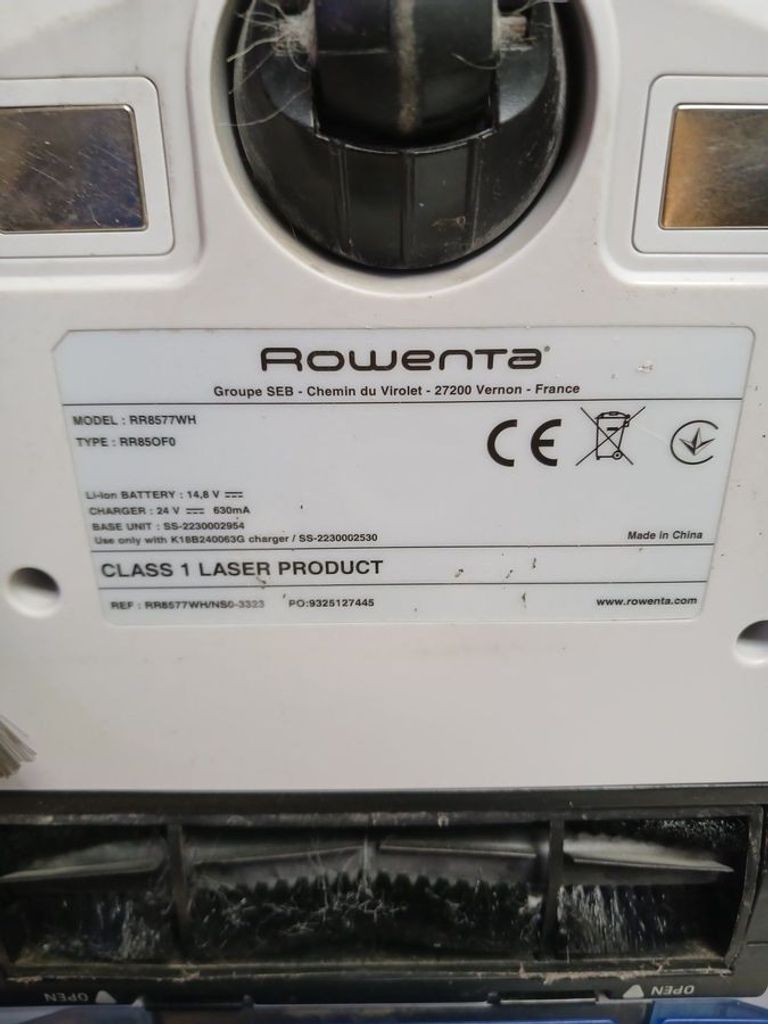 Rowenta®
Groupe SEB - Chemin du Virolet - 27200 Vernon - France
MODEL : RR8577WH
TYPE : RR85OF0
CE
Li-Ion BATTERY : 14,8 V
CHARGER : 24 V 630mA
BASE UNIT : SS-2230002954
Use only with K18B240063G charger / SS-2230002530
Made in China
CLASS 1 LASER PRODUCT
REF : RR8577WH/NS0-3323 PO:9325127445
www.rowenta.com
OPEN
OPEN